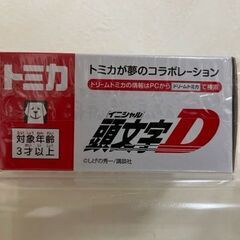 トミカ
対象年齢
3才以上
トミカが夢のコラボレーション
ドリームトミカの情報はPCから ドリームトミカ で検索
イニシャル
頭文字D
©しげの秀一/講談社